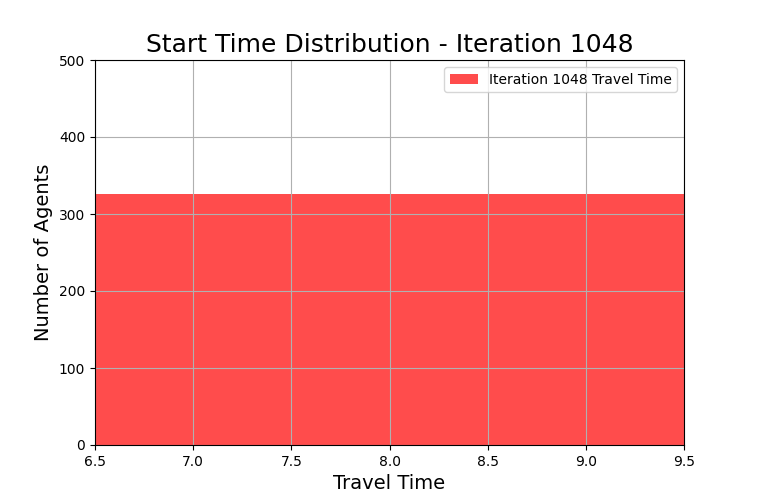 Start Time Distribution - Iteration 1048
Iteration 1048 Travel Time
Number of Agents
500
400
300
200
100
0
6.5 7.0 7.5 8.0 8.5 9.0 9.5
Travel Time